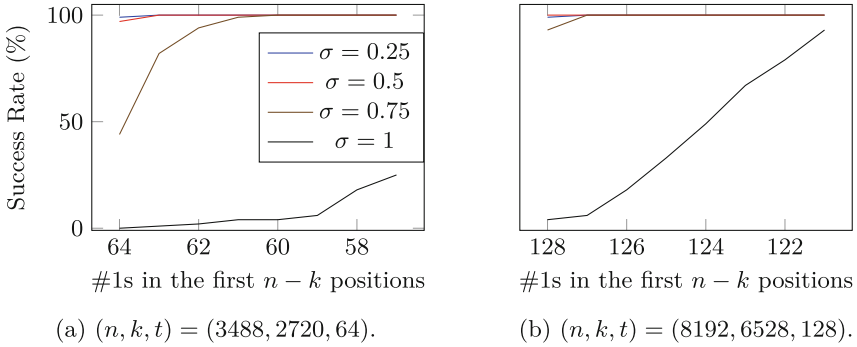 100
50
0
Success Rate (%)
σ = 0.25
σ = 0.5
σ = 0.75
σ = 1
64 62 60 58
#1s in the first n − k positions
(a) (n, k, t) = (3488, 2720, 64).
128 126 124 122
#1s in the first n − k positions
(b) (n, k, t) = (8192, 6528, 128).